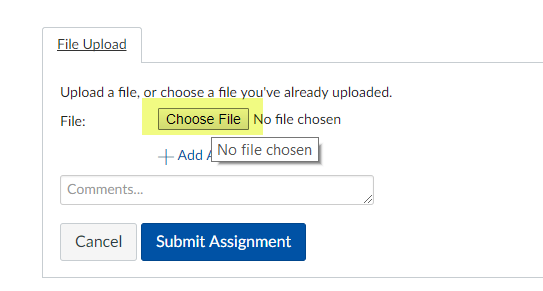 File Upload
Upload a file, or choose a file you've already uploaded.
File: Choose File No file chosen
No file chosen
Add
Comments...
Cancel Submit Assignment